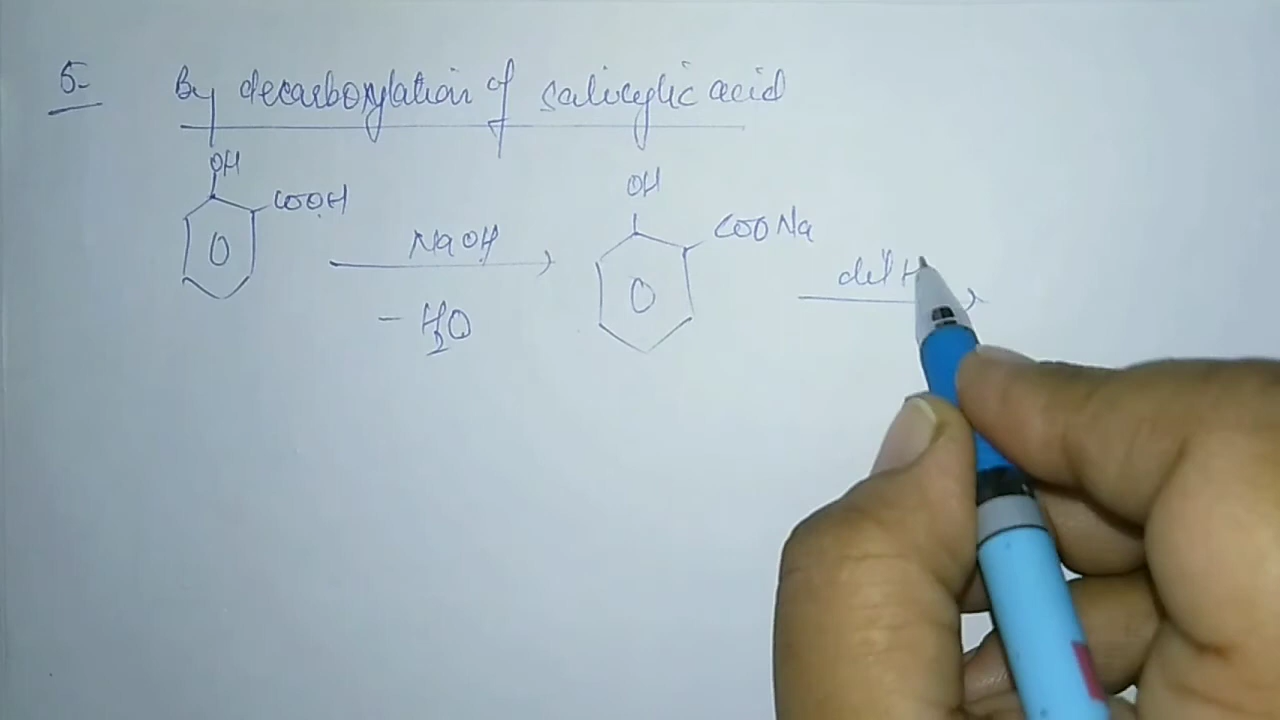 5- By decarboxylation of salicylic acid
OH
COOH
NaOH
- H2O
OH
COONa
dil H